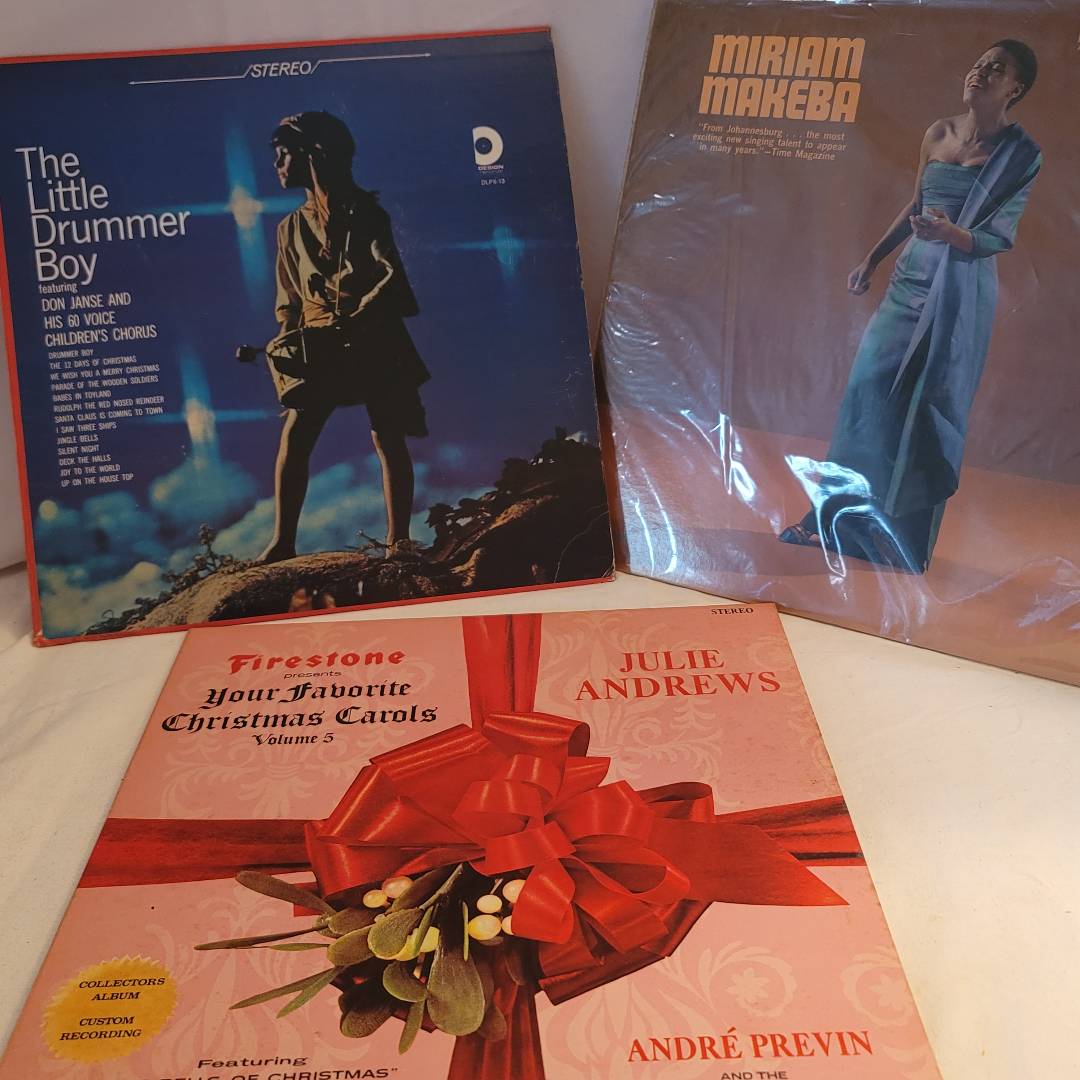 STEREO
The
Little
Drummer
Boy
featuring
DON JANSE AND
HIS 60 VOICE
CHILDREN'S CHORUS
DRUMMER BOY
THE 12 DAYS OF CHRISTMAS
WE WISH YOU A MERRY CHRISTMAS
PARADE OF THE WOODEN SOLDIERS
BABES IN TOYLAND
RUDOLPH THE RED NOSED REINDEER
SANTA CLAUS IS COMING TO TOWN
I SAW THREE SHIPS
JINGLE BELLS
SILENT NIGHT
DECK THE HALLS
JOY TO THE WORLD
UP ON THE HOUSE TOP
D
DESIGN
records
DLPX-13
MIRIAM
MAKEBA
"From Johannesburg . . . the most
exciting new singing talent to appear
in many years."—Time Magazine
STEREO
Firestone
presents
Your Favorite
Christmas Carols
Volume 5
JULIE
ANDREWS
COLLECTORS
ALBUM
CUSTOM
RECORDING
Featuring
OF CHRISTMAS"
ANDRÉ PREVIN
AND THE